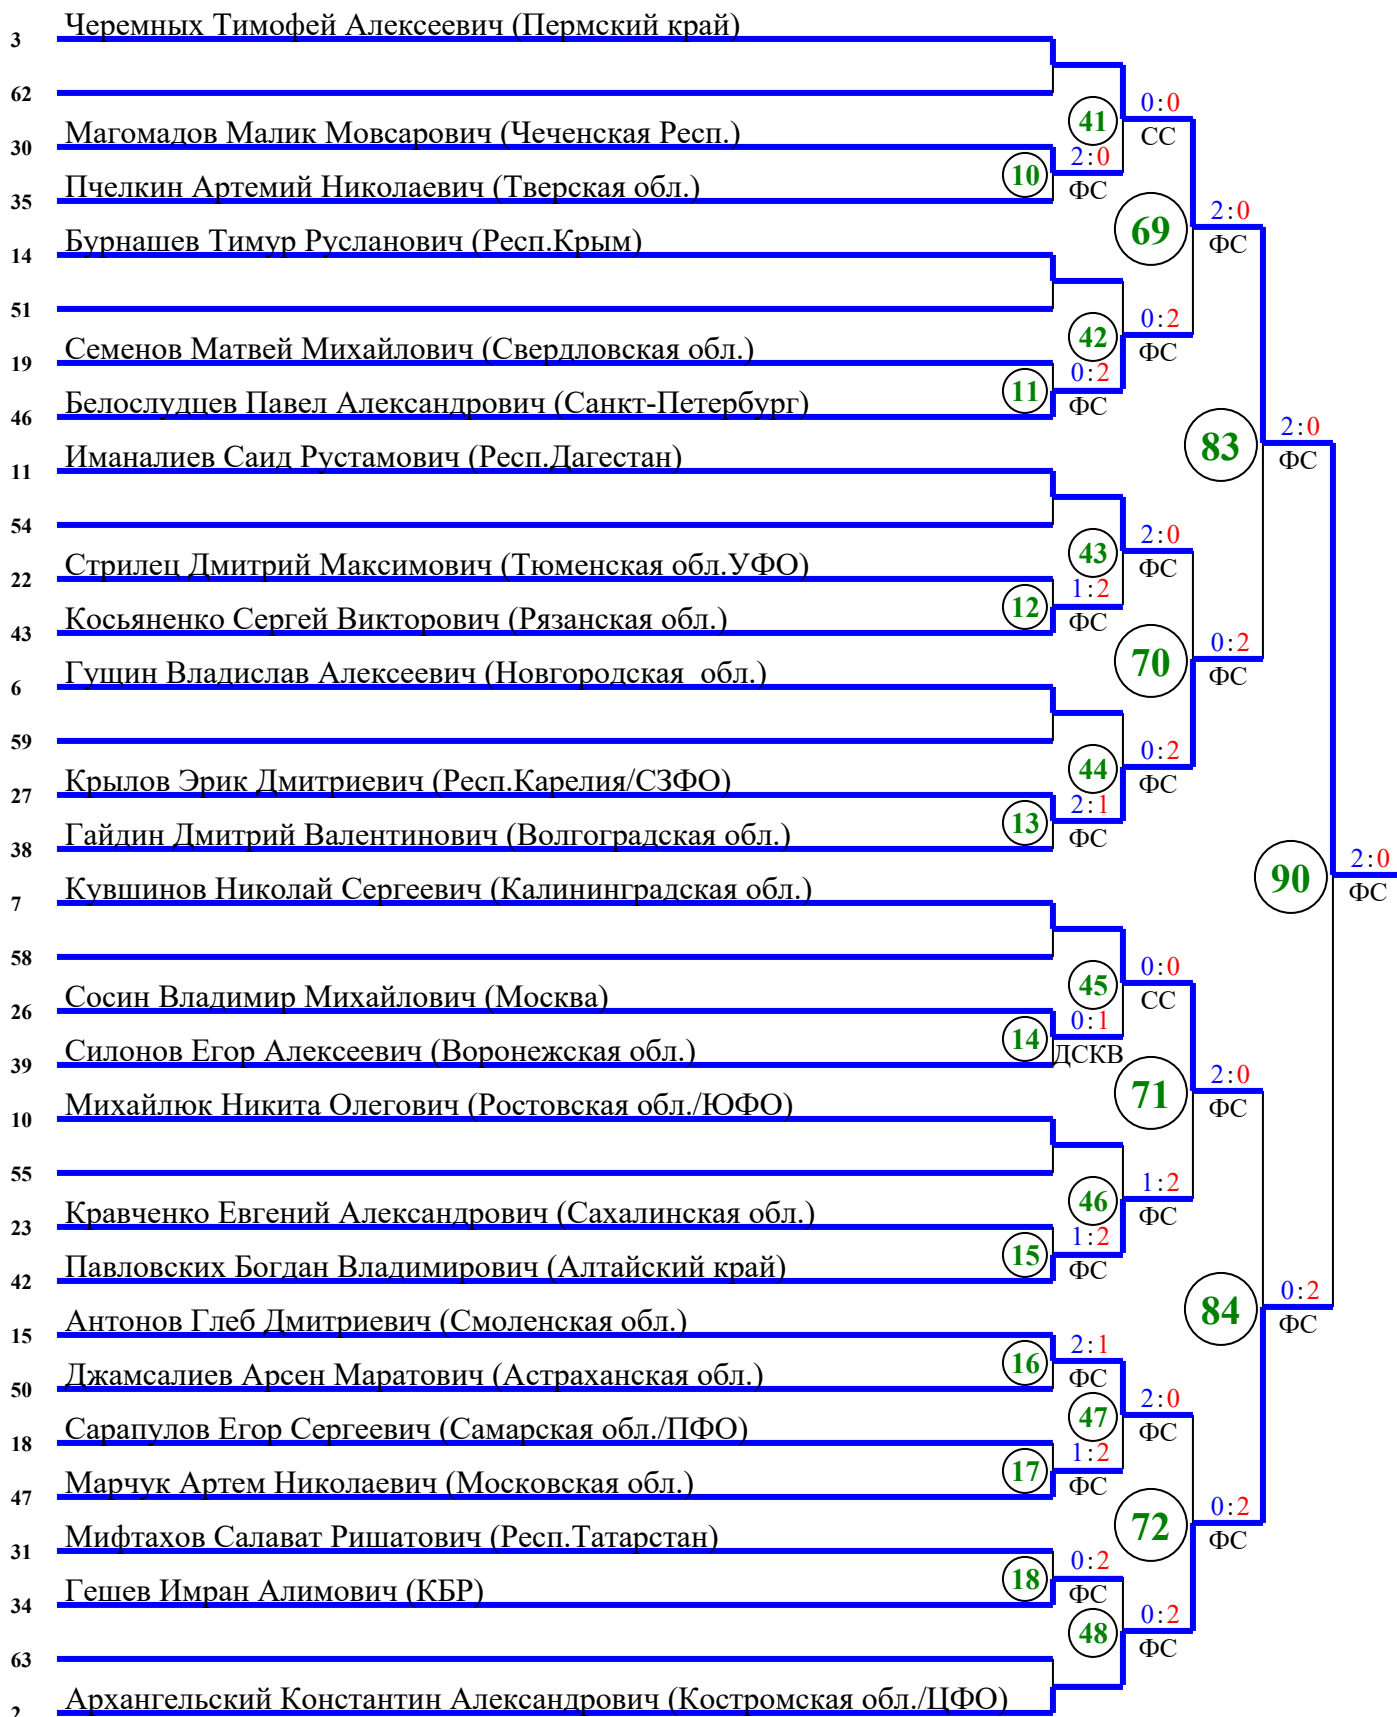 Черемных Тимофей Алексеевич (Пермский край)
3
62
0:0
41
СС
Магомадов Малик Мовсарович (Чеченская Респ.)
30
2:0
10
ФС
Пчелкин Артемий Николаевич (Тверская обл.)
35
2:0
69
ФС
Бурнашев Тимур Русланович (Респ.Крым)
14
51
0:2
42
ФС
Семенов Матвей Михайлович (Свердловская обл.)
19
0:2
11
ФС
Белослудцев Павел Александрович (Санкт-Петербург)
46
2:0
83
ФС
Иманалиев Саид Рустамович (Респ.Дагестан)
11
54
2:0
43
ФС
Стрилец Дмитрий Максимович (Тюменская обл.УФО)
22
1:2
12
ФС
Косьяненко Сергей Викторович (Рязанская обл.)
43
0:2
70
ФС
Гущин Владислав Алексеевич (Новгородская  обл.)
6
59
0:2
44
ФС
Крылов Эрик Дмитриевич (Респ.Карелия/СЗФО)
27
2:1
13
ФС
Гайдин Дмитрий Валентинович (Волгоградская обл.)
38
2:0
90
ФС
Кувшинов Николай Сергеевич (Калининградская обл.)
7
58
0:0
45
СС
Сосин Владимир Михайлович (Москва)
26
0:1
14
ДСКВ
Силонов Егор Алексеевич (Воронежская обл.)
39
2:0
71
ФС
Михайлюк Никита Олегович (Ростовская обл./ЮФО)
10
55
1:2
46
ФС
Кравченко Евгений Александрович (Сахалинская обл.)
23
1:2
15
ФС
Павловских Богдан Владимирович (Алтайский край)
42
0:2
84
ФС
Антонов Глеб Дмитриевич (Смоленская обл.)
15
2:1
16
ФС
Джамсалиев Арсен Маратович (Астраханская обл.)
50
2:0
47
ФС
Сарапулов Егор Сергеевич (Самарская обл./ПФО)
18
1:2
17
ФС
Марчук Артем Николаевич (Московская обл.)
47
0:2
72
ФС
Мифтахов Салават Ришатович (Респ.Татарстан)
31
0:2
18
ФС
Гешев Имран Алимович (КБР)
34
0:2
48
ФС
63
Архангельский Константин Александрович (Костромская обл./ЦФО)
2